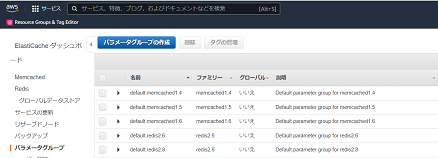 aws
サービス
サービス、特徴、ブログ、およびドキュメントなどを検索
[Alt+S]
Resource Groups & Tag Editor
ElastiCache ダッシュボ
ード
Memcached
Redis
グローバルデータストア
サービスの更新
リザーブドノード
バックアップ
パラメータグループ
パラメータグループの作成
削除
タグの管理
名前 ファミリー グローバル 説明
default.memcached1.4 memcached1.4 いいえ Default parameter group for memcached1.4
default.memcached1.5 memcached1.5 いいえ Default parameter group for memcached1.5
default.memcached1.6 memcached1.6 いいえ Default parameter group for memcached1.6
default.redis2.6 redis2.6 いいえ Default parameter group for redis2.6
default.redis2.8 redis2.8 いいえ Default parameter group for redis2.8